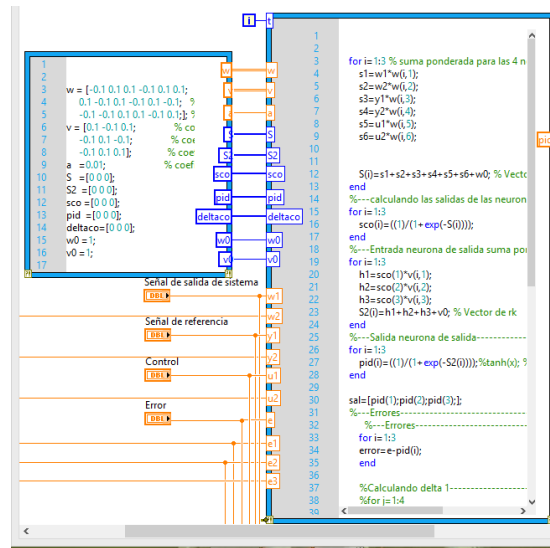 i
t
1
2
3 w = [-0.1 0.1 0.1 -0.1 0.1 0.1;
4 0.1 -0.1 0.1 -0.1 0.1 -0.1; %
5 -0.1 -0.1 0.1 -0.1 0.1 0.1;];
6 v = [0.1 -0.1 0.1; % co
7 -0.1 0.1 -0.1; % coe
8 -0.1 0.1 0.1]; % coe
9 a =0.01; % coef
10 S =[0 0 0];
11 S2 =[0 0 0];
12 sco =[0 0 0];
13 pid =[0 0 0];
14 deltaco=[0 0 0];
15 w0 = 1;
16 v0 = 1;
17
w
v
a
S
S2
sco
pid
deltaco
w0
v0
w
v
a
S
S2
sco
pid
deltaco
w0
v0
Señal de salida de sistema
DBL
w1
w2
Señal de referencia
DBL
y1
y2
Control
DBL
u1
u2
Error
DBL
e
e1
e2
e3
1
2
3 for i=1:3 % suma ponderada para las 4 n
4 s1=w1*w(i,1);
5 s2=w2*w(i,2);
6 s3=y1*w(i,3);
7 s4=y2*w(i,4);
8 s5=u1*w(i,5);
9 s6=u2*w(i,6);
10
11
12 S(i)=s1+s2+s3+s4+s5+s6+w0; % Vect
13 end
14 %---calculando las salidas de las neuron
15 for i=1:3
16 sco(i)=((1)/(1+exp(-S(i))));
17 end
18 %---Entrada neurona de salida suma po
19 for i=1:3
20 h1=sco(1)*v(i,1);
21 h2=sco(2)*v(i,2);
22 h3=sco(3)*v(i,3);
23 S2(i)=h1+h2+h3+v0; % Vector de rk
24 end
25 %---Salida neurona de salida-----------
26 for i=1:3
27 pid(i)=((1)/(1+exp(-S2(i))));%tanh(x); %
28 end
29
30 sal=[pid(1);pid(2);pid(3);];
31 %---Errores-----------------------
32 %---Errores--------------------
33 for i=1:3
34 error=e-pid(i);
35 end
36
37 %Calculando delta 1-----------------
38 %for j=1:4
39
pid